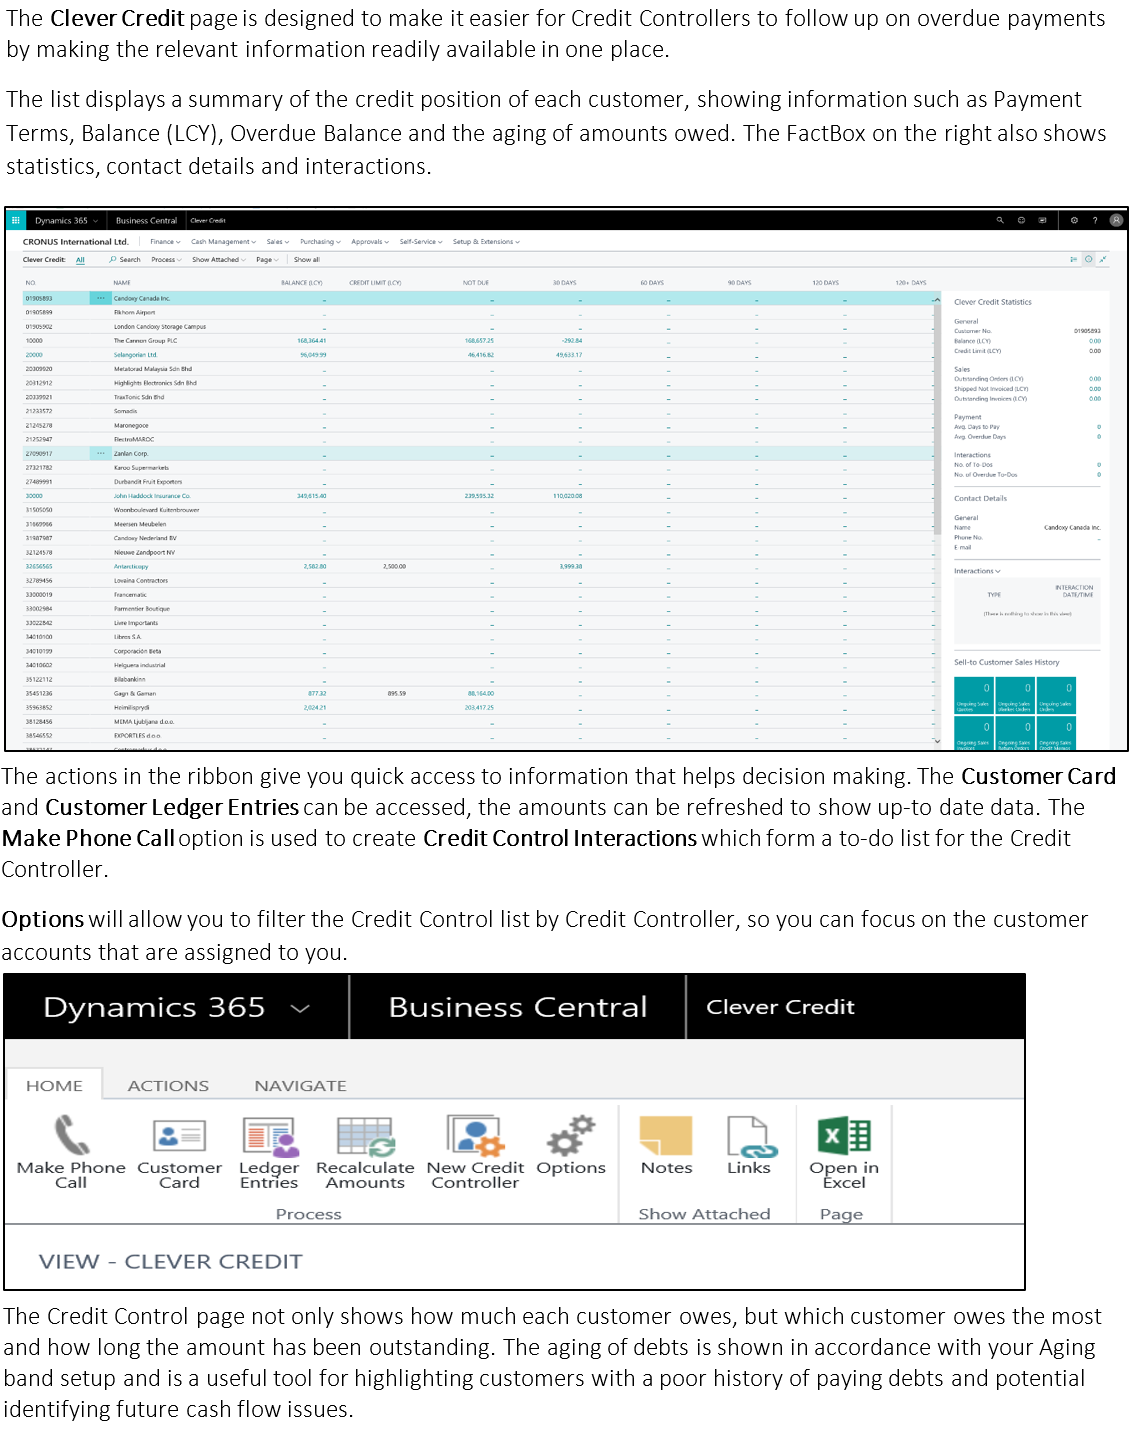 The Clever Credit page is designed to make it easier for Credit Controllers to follow up on overdue payments
by making the relevant information readily available in one place.
The list displays a summary of the credit position of each customer, showing information such as Payment
Terms, Balance (LCY), Overdue Balance and the aging of amounts owed. The FactBox on the right also shows
statistics, contact details and interactions.
Dynamics 365 Business Central Clever Credit ?
CRONUS International Ltd. Finance Cash Management Sales Purchasing Approvals Self-Service Setup & Extensions
Clever Credit: All Search Process Show Attached Page Show all
NO. NAME BALANCE (LCY) CREDIT LIMIT (LCY) NOT DUE 30 DAYS 60 DAYS 90 DAYS 120 DAYS 120+ DAYS
01905893 ... Candoxy Canada Inc. – – – – – – –
01905899 Elkhorn Airport – – – – – – –
01905902 London Candoxy Storage Campus – – – – – – –
10000 The Cannon Group PLC 168,364.41 168,657.25 -292.84 – – – –
20000 Selangorian Ltd. 96,049.99 46,416.82 49,633.17 – – – –
20309920 Metatorad Malaysia Sdn Bhd – – – – – – –
20312912 Highlights Electronics Sdn Bhd – – – – – – –
20339921 TraxTonic Sdn Bhd – – – – – – –
21233572 Somadis – – – – – – –
21245278 Maronegoce – – – – – – –
21252947 ElectroMAROC – – – – – – –
27090917 ... Zanlan Corp. – – – – – – –
27321782 Karoo Supermarkets – – – – – – –
27489991 Durbandit Fruit Exporters – – – – – – –
30000 John Haddock Insurance Co. 349,615.40 239,595.32 110,020.08 – – – –
31505050 Woonboulevard Kuitenbrouwer – – – – – – –
31669966 Meersen Meubelen – – – – – – –
31987987 Candoxy Nederland BV – – – – – – –
32124578 Nieuwe Zandpoort NV – – – – – – –
32656565 Antarcticopy 2,582.80 2,500.00 – 3,999.38 – – – –
32789456 Lovaina Contractors – – – – – – –
33000019 Francematic – – – – – – –
33002984 Parmentier Boutique – – – – – – –
33022842 Livre Importants – – – – – – –
34010100 Libros S.A. – – – – – – –
34010199 Corporación Beta – – – – – – –
34010602 Helguera industrial – – – – – – –
35122112 Bilabankinn – – – – – – –
35451236 Gagn & Gaman 877.32 895.59 88,164.00 – – – – –
35963852 Heimilisprydi 2,024.21 203,417.25 – – – – –
38128456 MEMA Ljubljana d.o.o. – – – – – – –
38546552 EXPORTLES d.o.o. – – – – – – –
Clever Credit Statistics
General
Customer No. 01905893
Balance (LCY) 0.00
Credit Limit (LCY) 0.00
Sales
Outstanding Orders (LCY) 0.00
Shipped Not Invoiced (LCY) 0.00
Outstanding Invoices (LCY) 0.00
Payment
Avg. Days to Pay 0
Avg. Overdue Days 0
Interactions
No. of To-Dos 0
No. of Overdue To-Dos 0
Contact Details
General
Name Candoxy Canada Inc.
Phone No. –
E-mail
Interactions
TYPE INTERACTION DATE/TIME
(There is nothing to show in this view)
Sell-to Customer Sales History
0 0 0
Ongoing Sales Quotes Ongoing Sales Blanket Orders Ongoing Sales Orders
0 0 0
Ongoing Sales Invoices Ongoing Sales Return Orders Ongoing Sales Credit Memos
The actions in the ribbon give you quick access to information that helps decision making. The Customer Card
and Customer Ledger Entries can be accessed, the amounts can be refreshed to show up-to date data. The
Make Phone Call option is used to create Credit Control Interactions which form a to-do list for the Credit
Controller.
Options will allow you to filter the Credit Control list by Credit Controller, so you can focus on the customer
accounts that are assigned to you.
Dynamics 365 Business Central Clever Credit
HOME ACTIONS NAVIGATE
Make Phone Customer Ledger Recalculate New Credit Options Notes Links Open in
Call Card Entries Amounts Controller Excel
Process Show Attached Page
VIEW - CLEVER CREDIT
The Credit Control page not only shows how much each customer owes, but which customer owes the most
and how long the amount has been outstanding. The aging of debts is shown in accordance with your Aging
band setup and is a useful tool for highlighting customers with a poor history of paying debts and potential
identifying future cash flow issues.